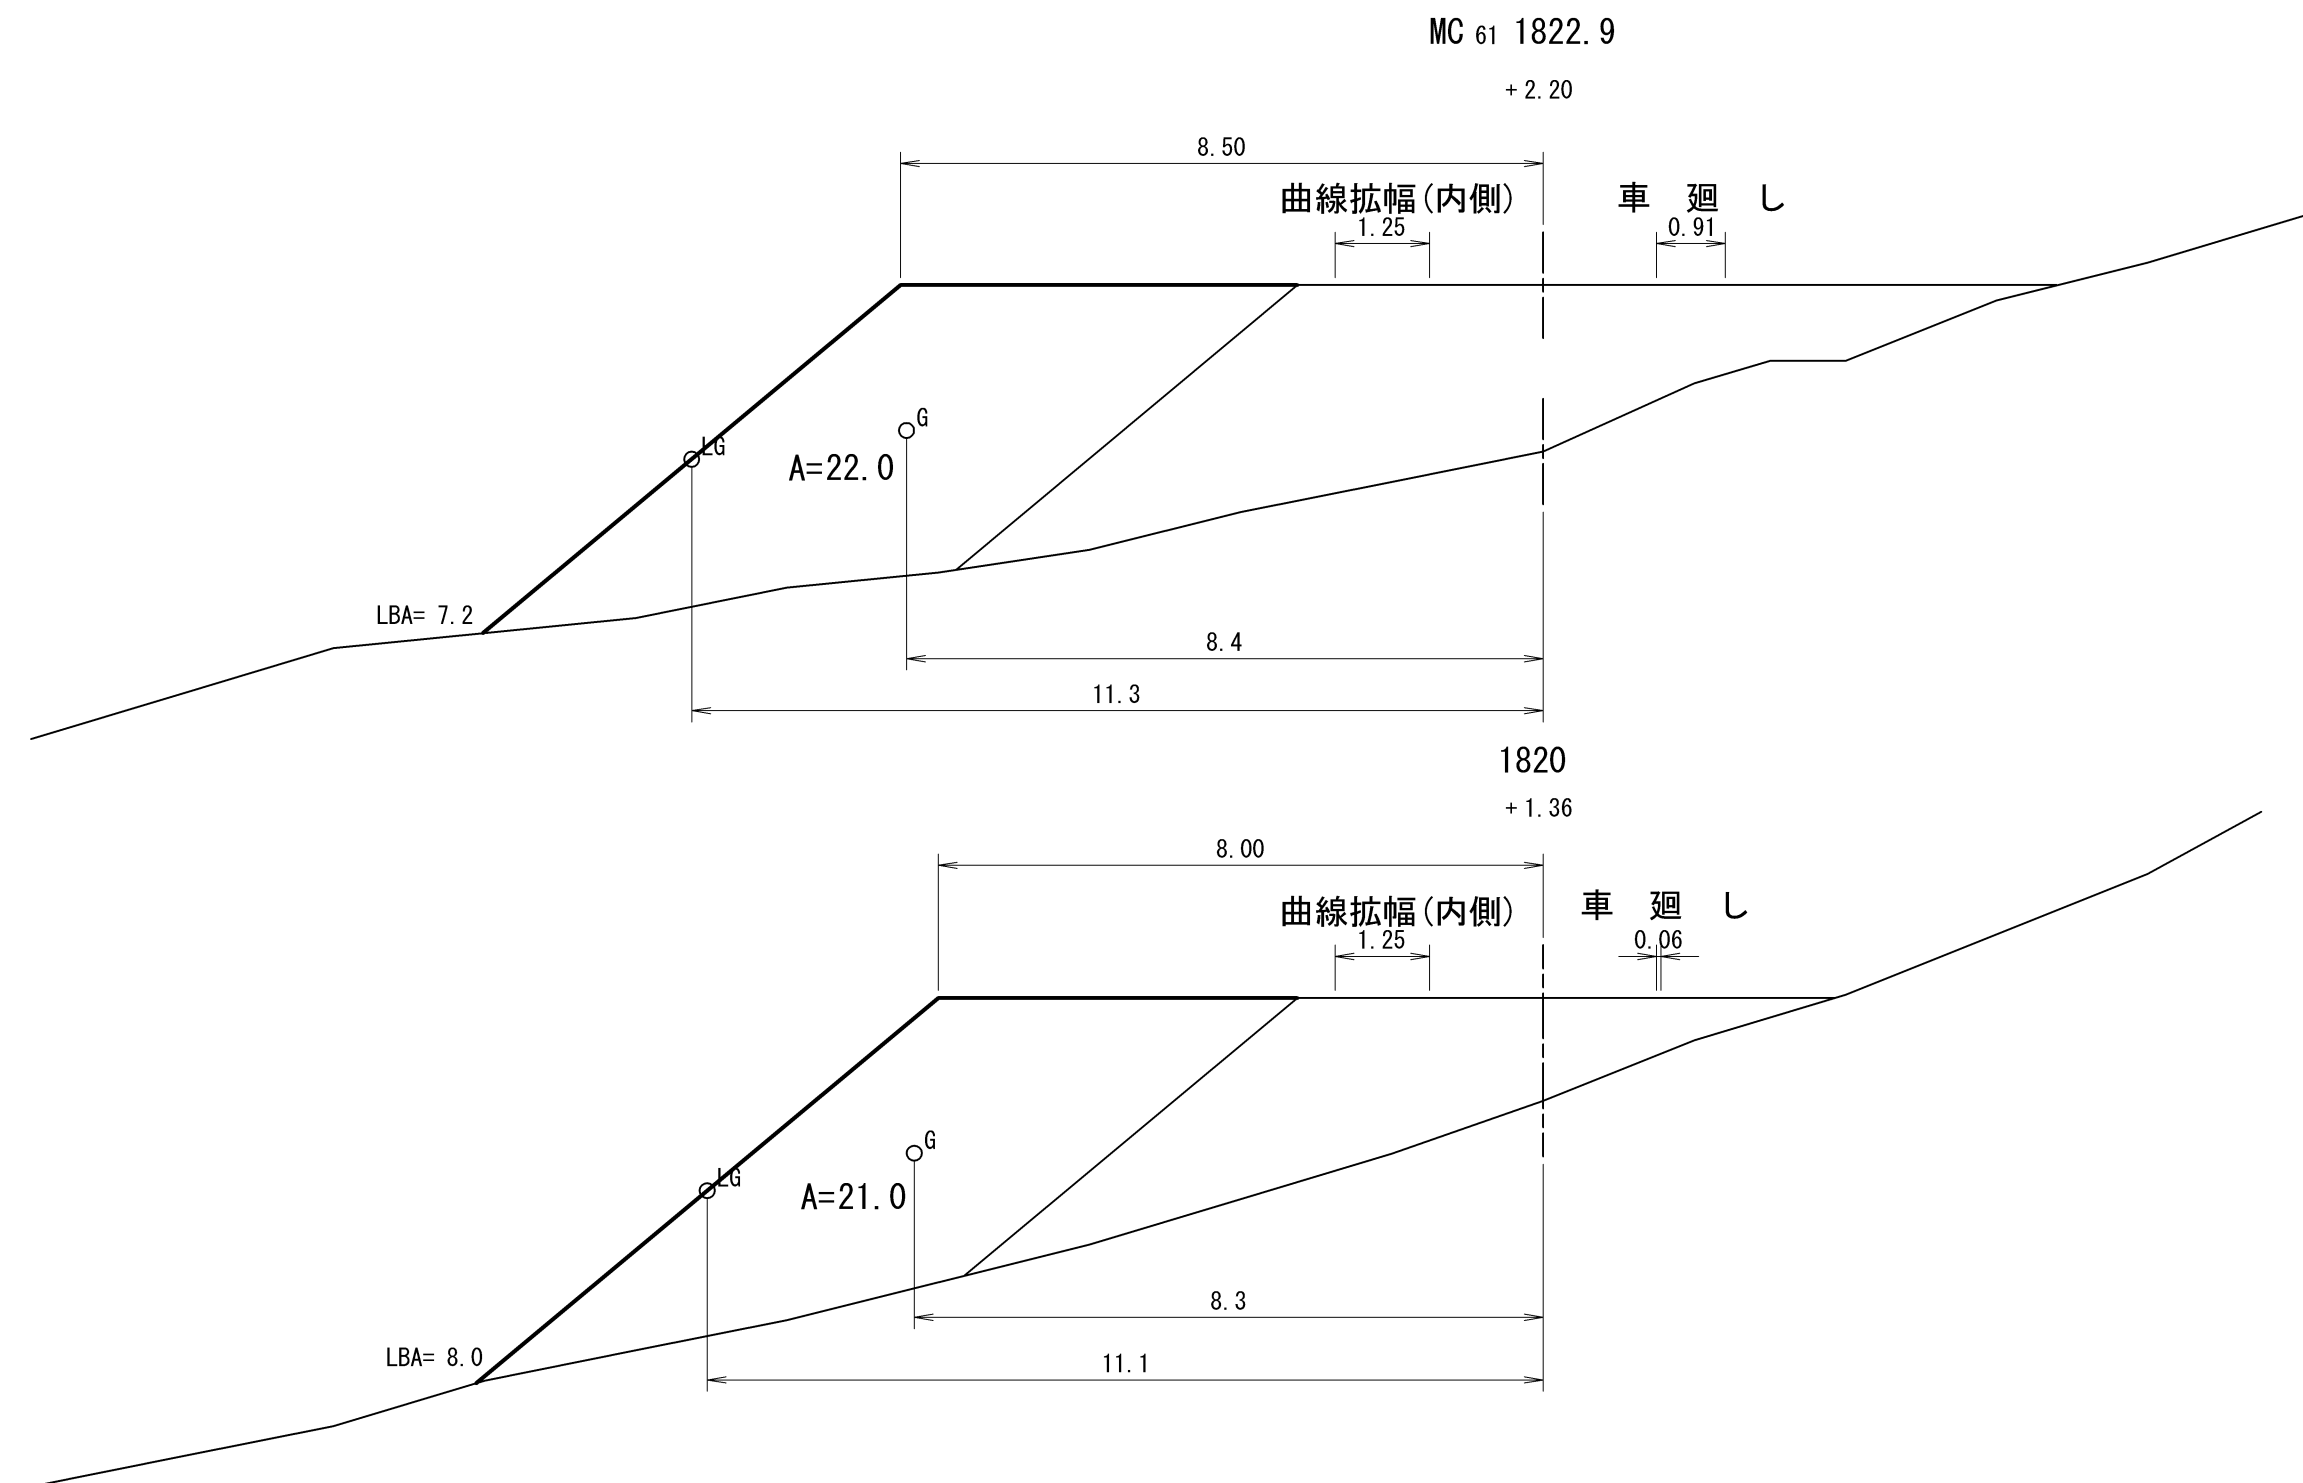 MC 61 1822.9
+2.20
8.50
曲線拡幅(内側) 車 廻 し
1.25 0.91
G
LG
A=22.0
LBA= 7.2
8.4
11.3
1820
+1.36
8.00
曲線拡幅(内側) 車 廻 し
1.25 0.06
G
LG
A=21.0
8.3
LBA= 8.0
11.1